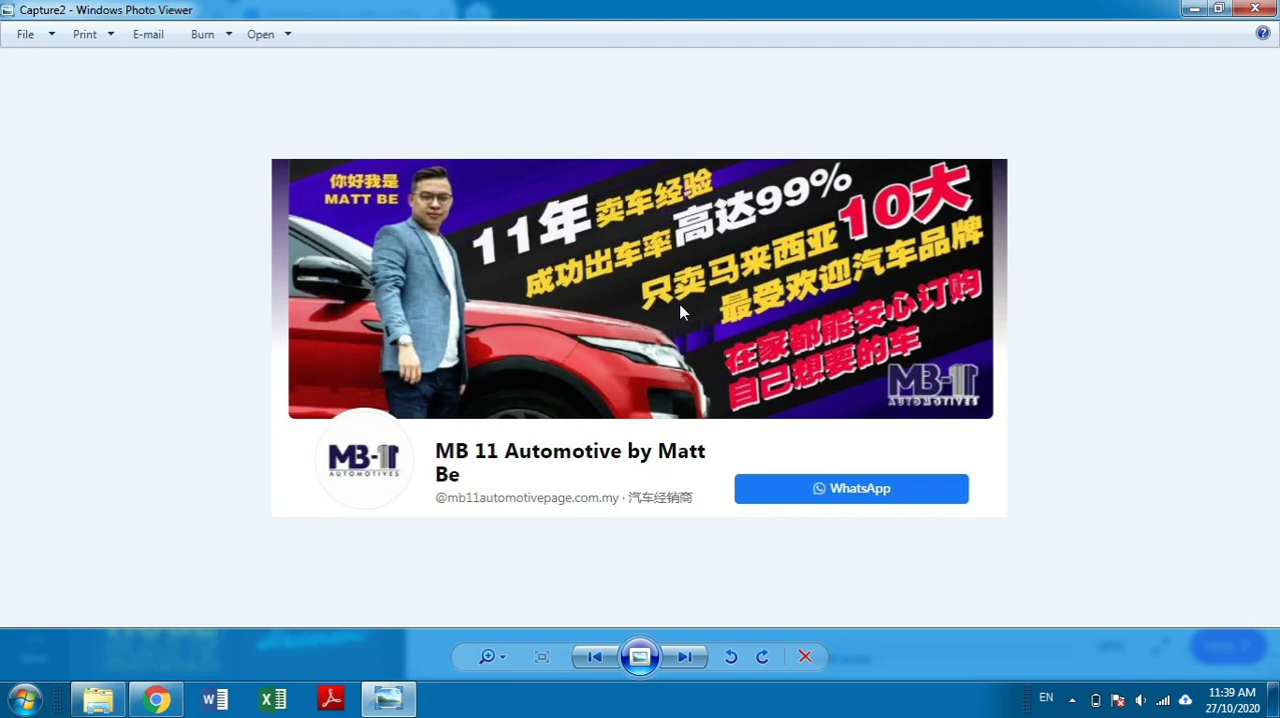 Capture2 - Windows Photo Viewer
File Print E-mail Burn Open
你好我是
MATT BE
11年卖车经验
成功出车率高达99%
只卖马来西亚10大
最受欢迎汽车品牌
在家都能安心订购
自己想要的车
MB-11
AUTOMOTIVES
MB-11
AUTOMOTIVES
MB 11 Automotive by Matt
Be
@mb11automotivepage.com.my · 汽车经销商
WhatsApp
EN
11:39 AM
27/10/2020